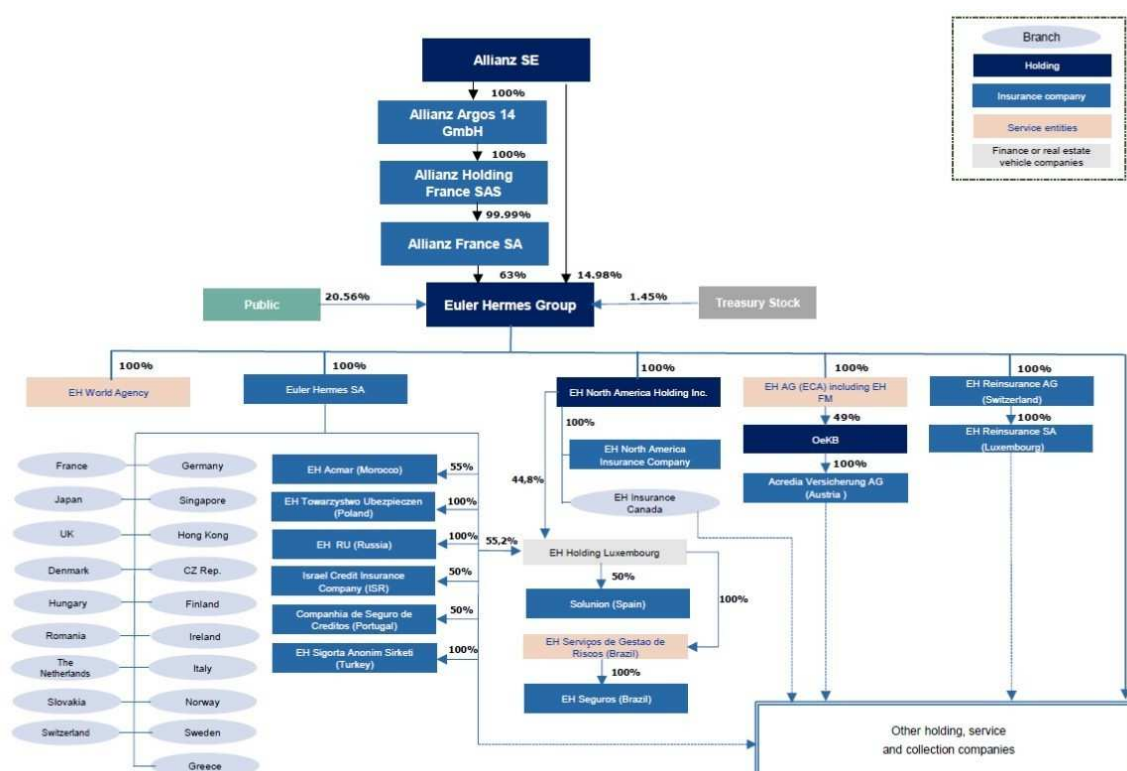 Branch
Holding
Insurance company
Service entities
Finance or real estate
vehicle companies
Allianz SE
100%
Allianz Argos 14
GmbH
100%
Allianz Holding
France SAS
99.99%
Allianz France SA
63%
14.98%
Public
20.56%
Euler Hermes Group
1.45%
Treasury Stock
100%
100%
100%
100%
100%
EH World Agency
Euler Hermes SA
EH North America Holding Inc.
EH AG (ECA) including EH
FM
EH Reinsurance AG
(Switzerland)
100%
49%
100%
EH North America
Insurance Company
OeKB
EH Reinsurance SA
(Luxembourg)
France
Germany
EH Acmar (Morocco)
55%
44,8%
100%
Acredia Versicherung AG
(Austria )
Japan
Singapore
EH Towarzystwo Ubezpieczen
(Poland)
100%
EH Insurance
Canada
UK
Hong Kong
EH RU (Russia)
100%
55,2%
EH Holding Luxembourg
Denmark
CZ Rep.
Israel Credit Insurance
Company (ISR)
50%
50%
100%
Hungary
Finland
Companhia de Seguro de
Creditos (Portugal)
50%
Solunion (Spain)
Romania
Ireland
EH Sigorta Anonim Sirketi
(Turkey)
100%
EH Serviços de Gestao de
Riscos (Brazil)
The
Netherlands
Italy
100%
Slovakia
Norway
EH Seguros (Brazil)
Switzerland
Sweden
Greece
Other holding, service
and collection companies